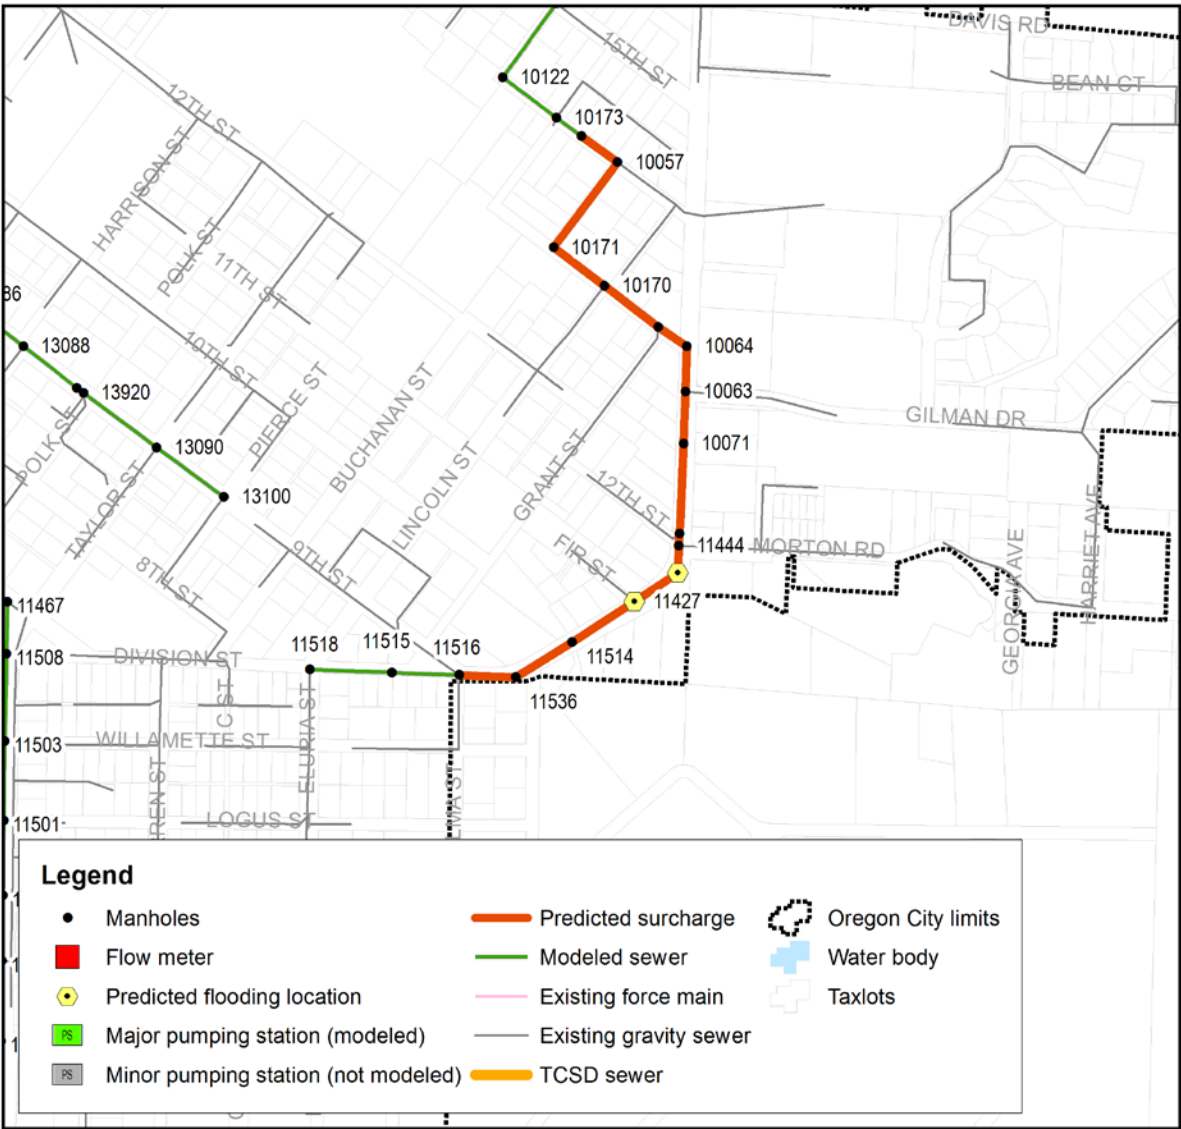 DAVIS RD
15TH ST
10122
BEAN CT
12TH ST
10173
HARRISON ST
10057
POLK ST
10171
11TH ST
10170
86
13088
10TH ST
10064
13920
PIERCE ST
10063
BUCHANAN ST
GILMAN DR
POLK ST
13090
10071
LINCOLN ST
GRANT ST
13100
12TH ST
TAYLOR ST
9TH ST
FIR ST
11444
MORTON RD
HARRIET AVE
GEORGIA AVE
8TH ST
11467
11427
11518
11515
11516
11514
11508
DIVISION ST
11536
C ST
ELURIA ST
11503
WILLAMETTE ST
REN ST
MA ST
11501
LOGUS ST
Legend
Manholes
Flow meter
Predicted flooding location
PS
Major pumping station (modeled)
PS
Minor pumping station (not modeled)
Predicted surcharge
Modeled sewer
Existing force main
Existing gravity sewer
TCSD sewer
Oregon City limits
Water body
Taxlots